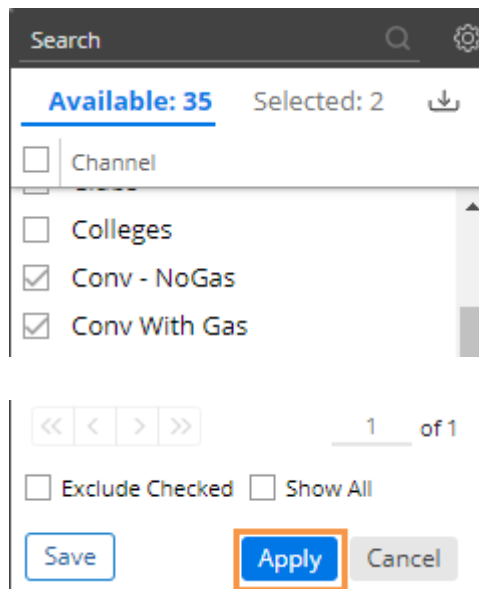 Search
Available: 35 Selected: 2
Channel
Colleges
Conv - NoGas
Conv With Gas
1 of 1
Exclude Checked Show All
Save Apply Cancel